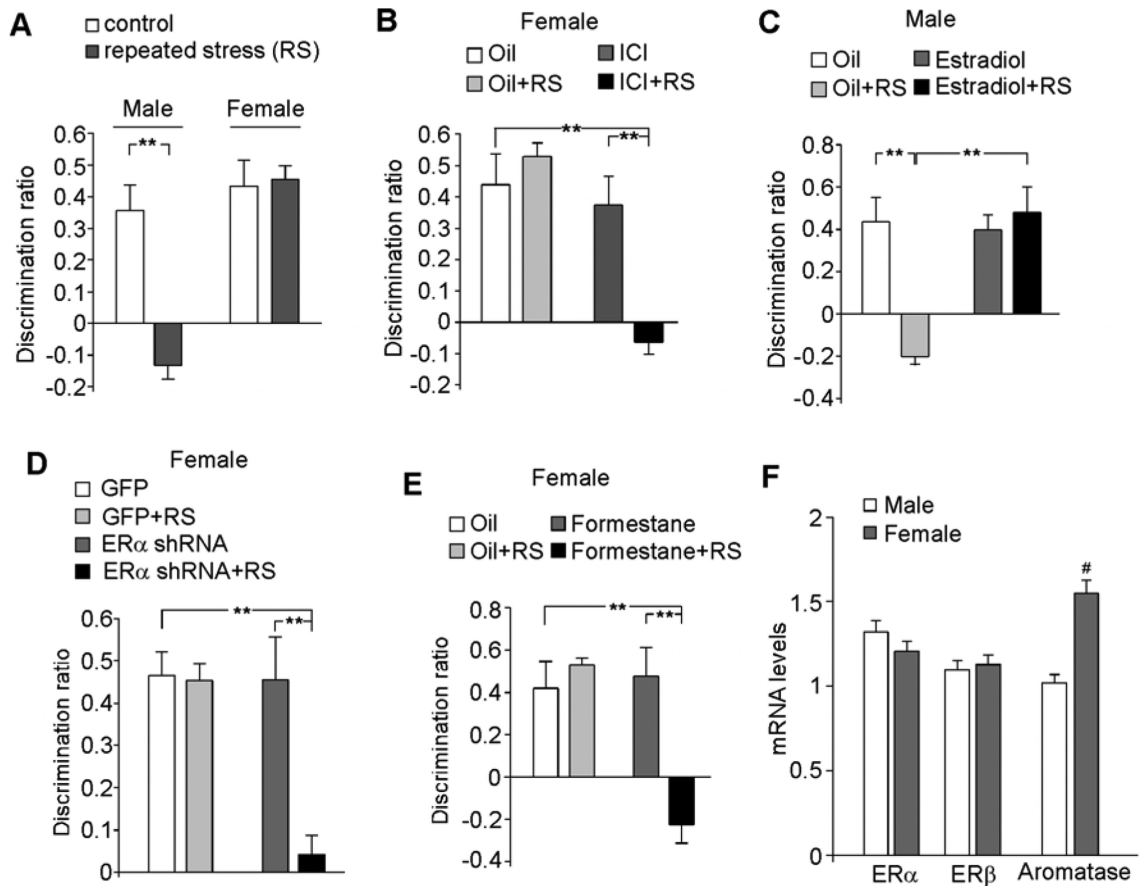 A
control
repeated stress (RS)
Male
Female
**
0.6
0.5
0.4
0.3
0.2
0.1
0
-0.1
-0.2
Discrimination ratio
B
Female
Oil
ICI
Oil+RS
ICI+RS
**
**
0.6
0.5
0.4
0.3
0.2
0.1
0
-0.1
-0.2
Discrimination ratio
C
Male
Oil
Estradiol
Oil+RS
Estradiol+RS
**
**
0.8
0.6
0.4
0.2
0
-0.2
-0.4
Discrimination ratio
D
Female
GFP
GFP+RS
ERα shRNA
ERα shRNA+RS
**
**
0.6
0.5
0.4
0.3
0.2
0.1
0
Discrimination ratio
E
Female
Oil
Formestane
Oil+RS
Formestane+RS
**
**
0.8
0.6
0.4
0.2
0
-0.2
-0.4
Discrimination ratio
F
Male
Female
#
2
1.5
1
0.5
0
mRNA levels
ERα
ERβ
Aromatase